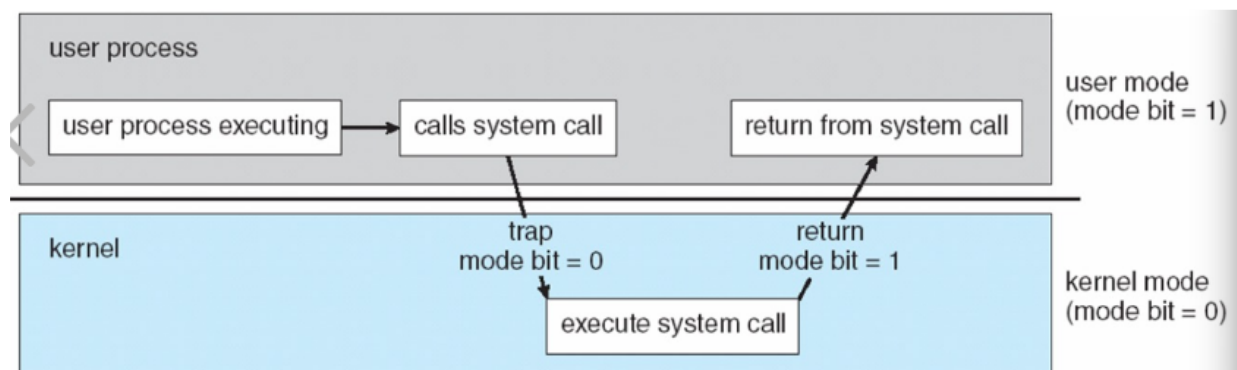 user process
user process executing
calls system call
return from system call
user mode
(mode bit = 1)
kernel
trap
mode bit = 0
return
mode bit = 1
execute system call
kernel mode
(mode bit = 0)